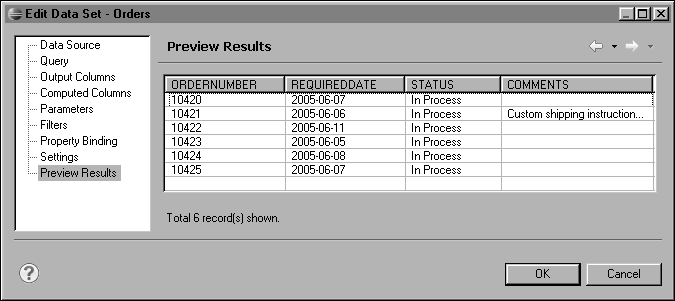 Edit Data Set - Orders
Data Source
Query
Output Columns
Computed Columns
Parameters
Filters
Property Binding
Settings
Preview Results
Preview Results
ORDERNUMBER REQUIREDDATE STATUS COMMENTS
10420 2005-06-07 In Process
10421 2005-06-06 In Process Custom shipping instruction...
10422 2005-06-11 In Process
10423 2005-06-05 In Process
10424 2005-06-08 In Process
10425 2005-06-07 In Process
Total 6 record(s) shown.
?
OK Cancel